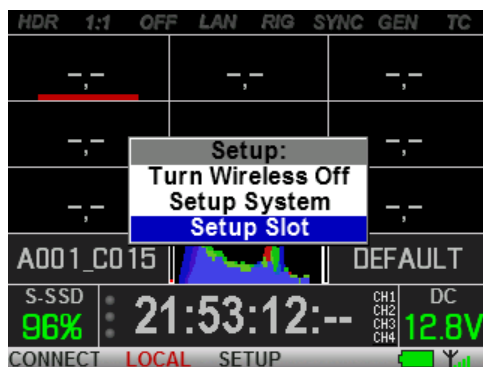 HDR 1:1 OFF LAN RIG SYNC GEN TC
--,-- --,-- --,--
--,-- --,--
Setup:
Turn Wireless Off
Setup System
--,-- --,--
Setup Slot
A001_C015 DEFAULT
S-SSD CH1 DC
CH2
96% 21:53:12:-- CH3 12.8V
CH4
CONNECT LOCAL SETUP